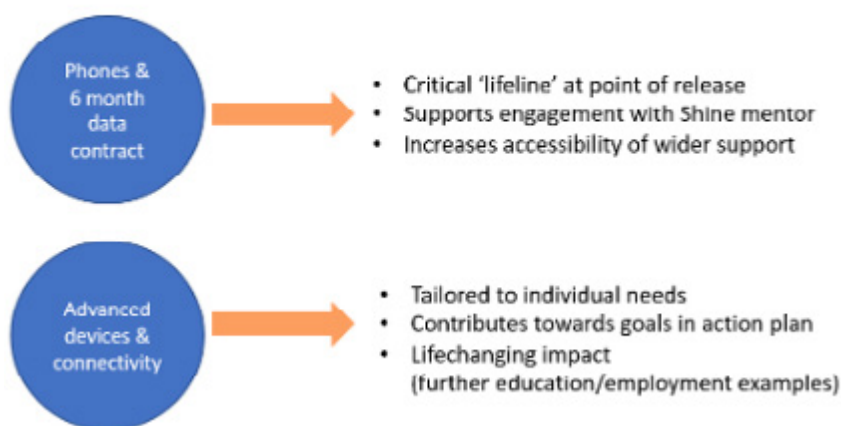 Phones &
6 month
data
contract
• Critical 'lifeline' at point of release
• Supports engagement with Shine mentor
• Increases accessibility of wider support
Advanced
devices &
connectivity
• Tailored to individual needs
• Contributes towards goals in action plan
• Lifechanging impact
(further education/employment examples)